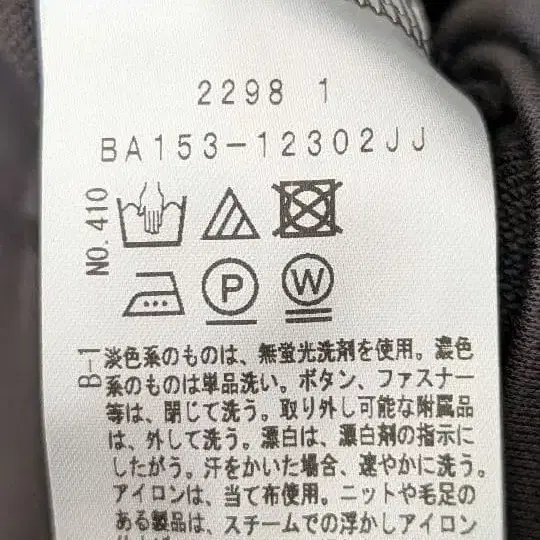 2298 1
BA153-12302JJ
NO.410
P
W
B-1
淡色系のものは、無蛍光洗剤を使用。濃色
系のものは単品洗い。ボタン、ファスナー
等は、閉じて洗う。取り外し可能な附属品
は、外して洗う。漂白は、漂白剤の指示に
したがう。汗をかいた場合、速やかに洗う。
アイロンは、当て布使用。ニットや毛足の
ある製品は、スチームでの浮かしアイロン